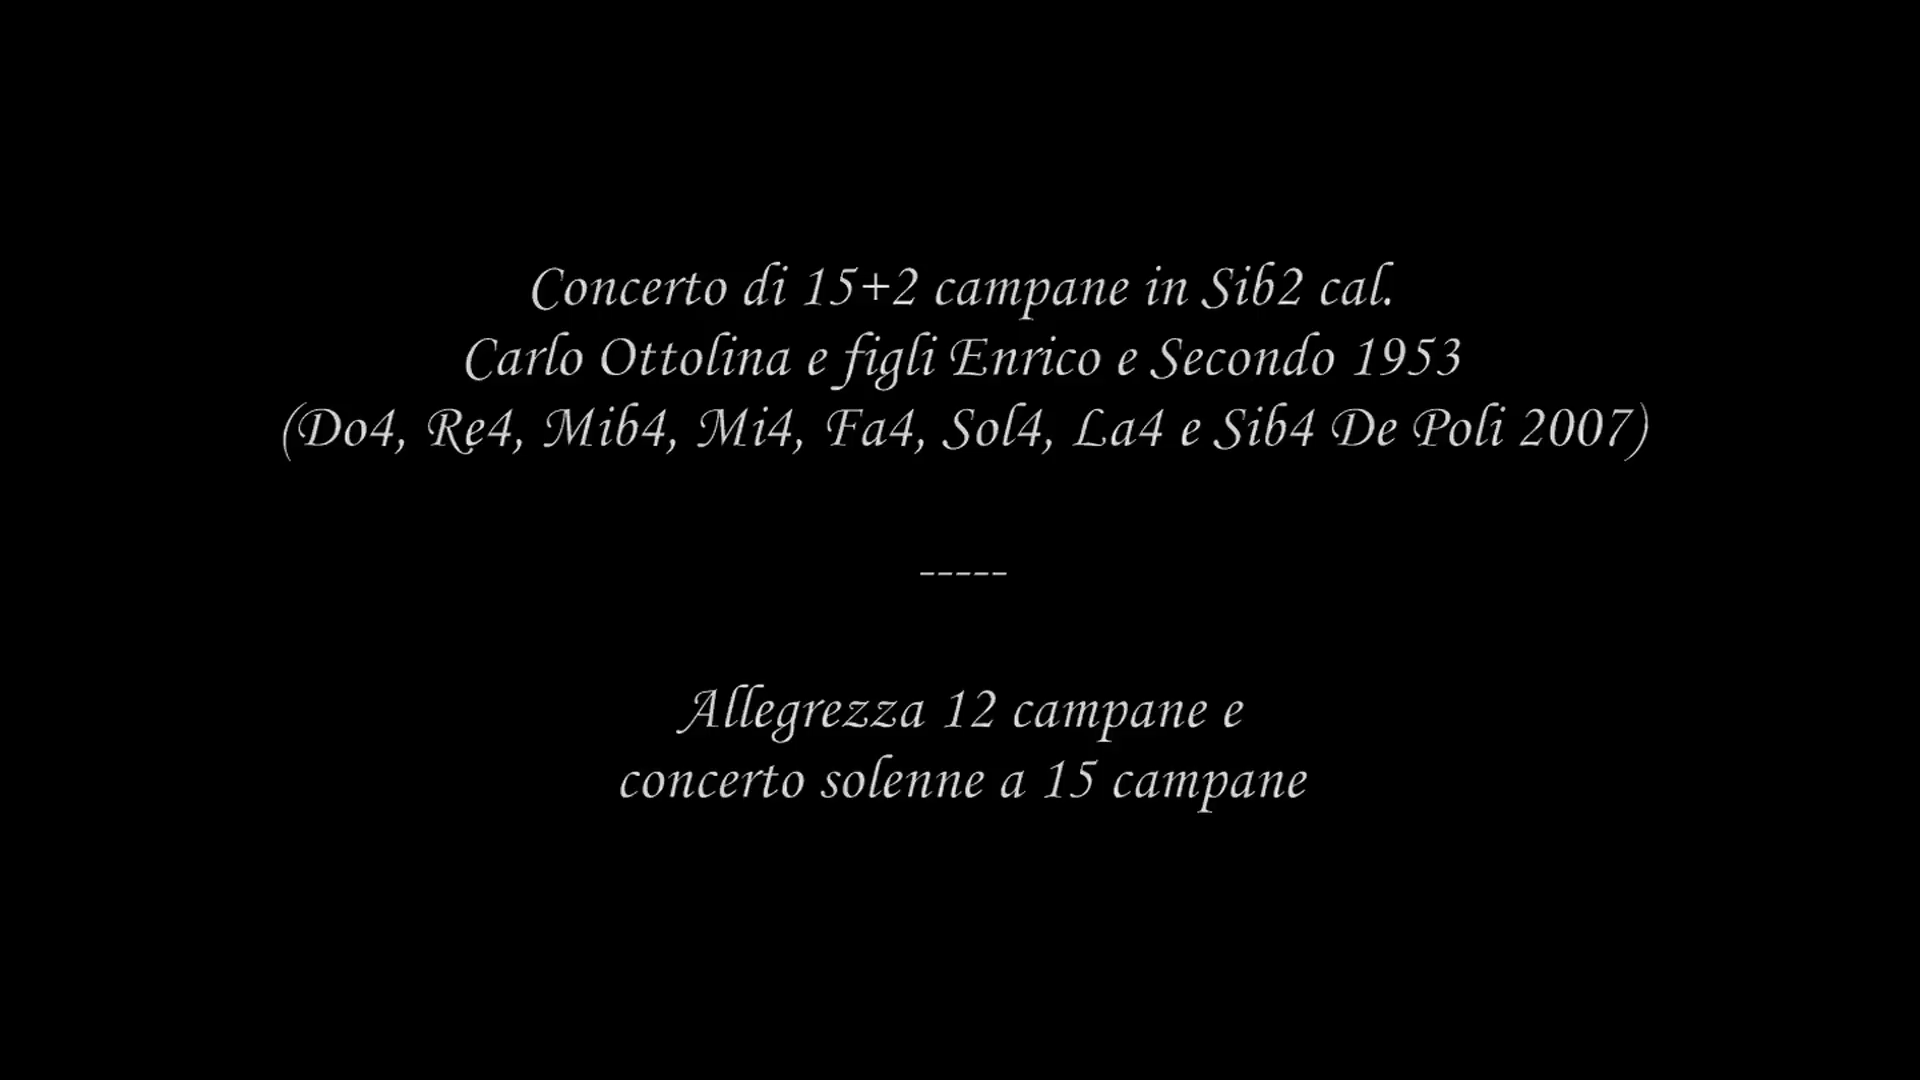 Concerto di 15+2 campane in Sib2 cal.
Carlo Ottolina e figli Enrico e Secondo 1953
(Do4, Re4, Mib4, Mi4, Fa4, Sol4, La4 e Sib4 De Poli 2007)
-----
Allegrezza 12 campane e
concerto solenne a 15 campane